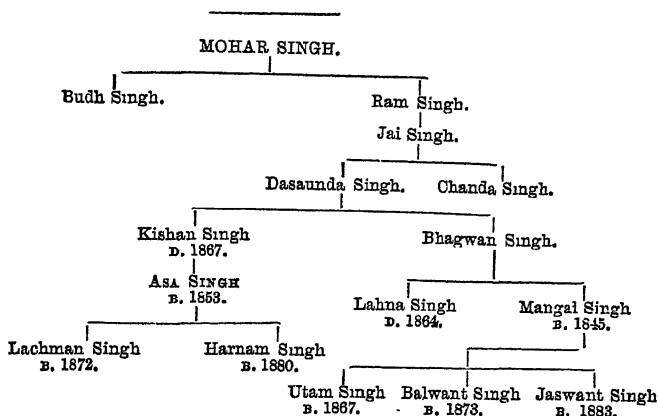 MOHAR SINGH.
Budh Singh.
Ram Singh.
Jai Singh.
Dasaunda Singh. Chanda Singh.
Kishan Singh
D. 1867.
Bhagwan Singh.
ASA SINGH
B. 1853.
Lahna Singh
D. 1864.
Mangal Singh
B. 1845.
Lachman Singh
B. 1872.
Harnam Singh
B. 1880.
Utam Singh
B. 1867.
Balwant Singh
B. 1873.
Jaswant Singh
B. 1883.